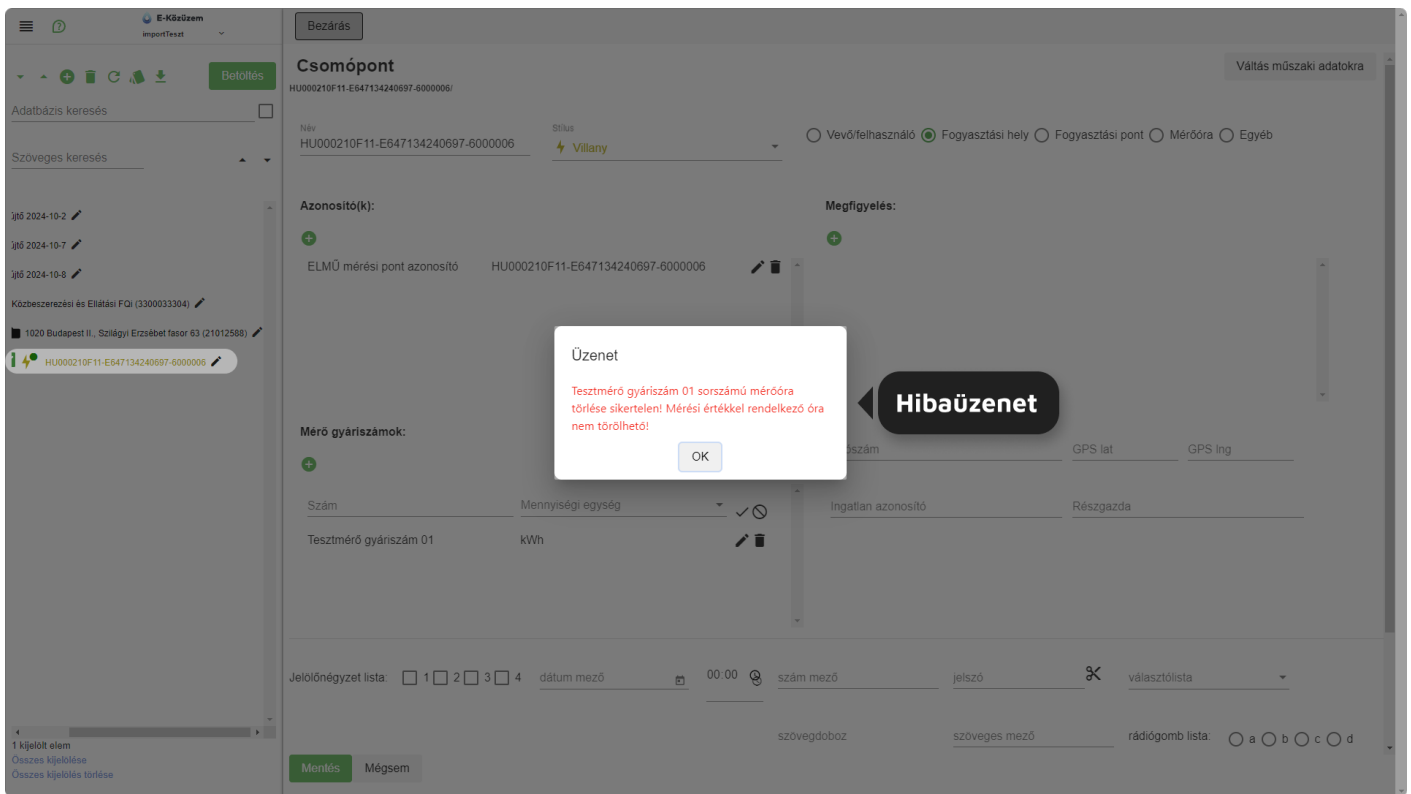 E-Közüzem
importTeszt
Bezárás
Betöltés
Adatbázis keresés
Szöveges keresés
újtő 2024-10-2
újtő 2024-10-7
újtő 2024-10-8
Közbeszerezési és Ellátási FQi (3300033304)
1020 Budapest II., Szilágyi Erzsébet fasor 63 (21012588)
HU000210F11-E647134240697-6000006
1 kijelölt elem
Összes kijelölése
Összes kijelölés törlése
Csomópont
Váltás műszaki adatokra
HU000210F11-E647134240697-6000006/
Név
HU000210F11-E647134240697-6000006
Stílus
Villany
Vevő/felhasználó Fogyasztási hely Fogyasztási pont Mérőóra Egyéb
Azonosító(k):
Megfigyelés:
ELMŰ mérési pont azonosító HU000210F11-E647134240697-6000006
Üzenet
Tesztmérő gyáriszám 01 sorszámú mérőóra
törlése sikertelen! Mérési értékkel rendelkező óra
nem törölhető!
OK
Hibaüzenet
Mérő gyáriszámok:
GPS lat GPS lng
Szám Mennyiségi egység
Ingatlan azonosító Részgazda
Tesztmérő gyáriszám 01 kWh
Jelölőnégyzet lista: 1 2 3 4 dátum mező 00:00 szám mező jelszó választólista
szövegdoboz szöveges mező rádiógomb lista: a b c d
Mentés Mégsem